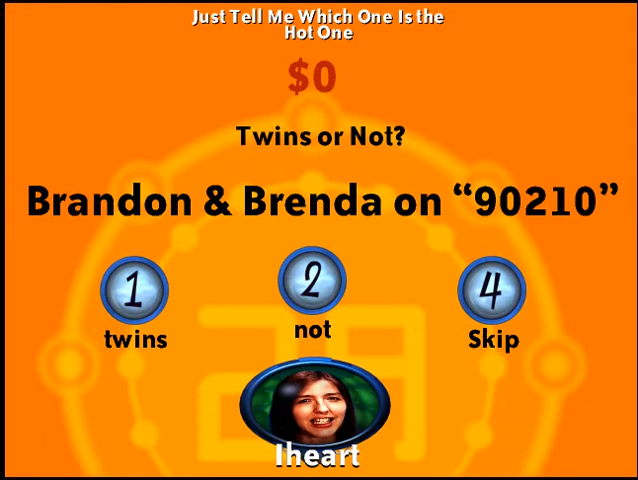 Just Tell Me Which One Is the
Hot One
$0
Twins or Not?
Brandon & Brenda on “90210”
1
2
4
twins
not
Skip
Iheart